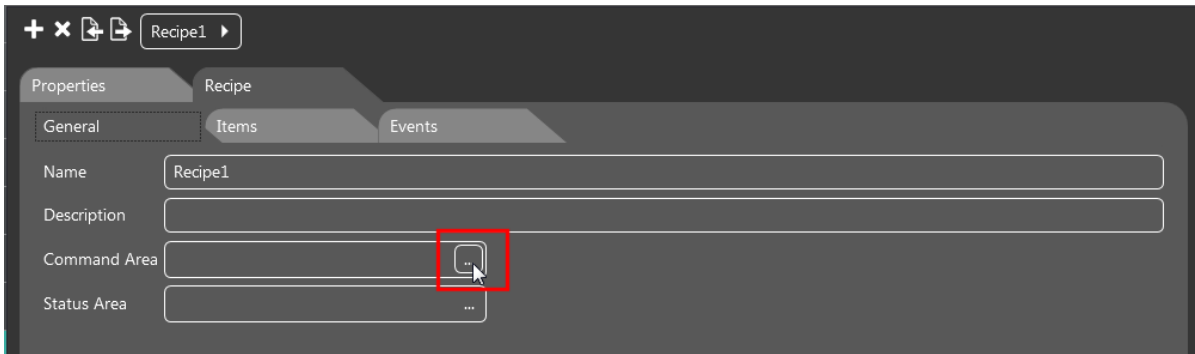 Recipe1
Properties Recipe
General Items Events
Name Recipe1
Description
Command Area ...
Status Area ...